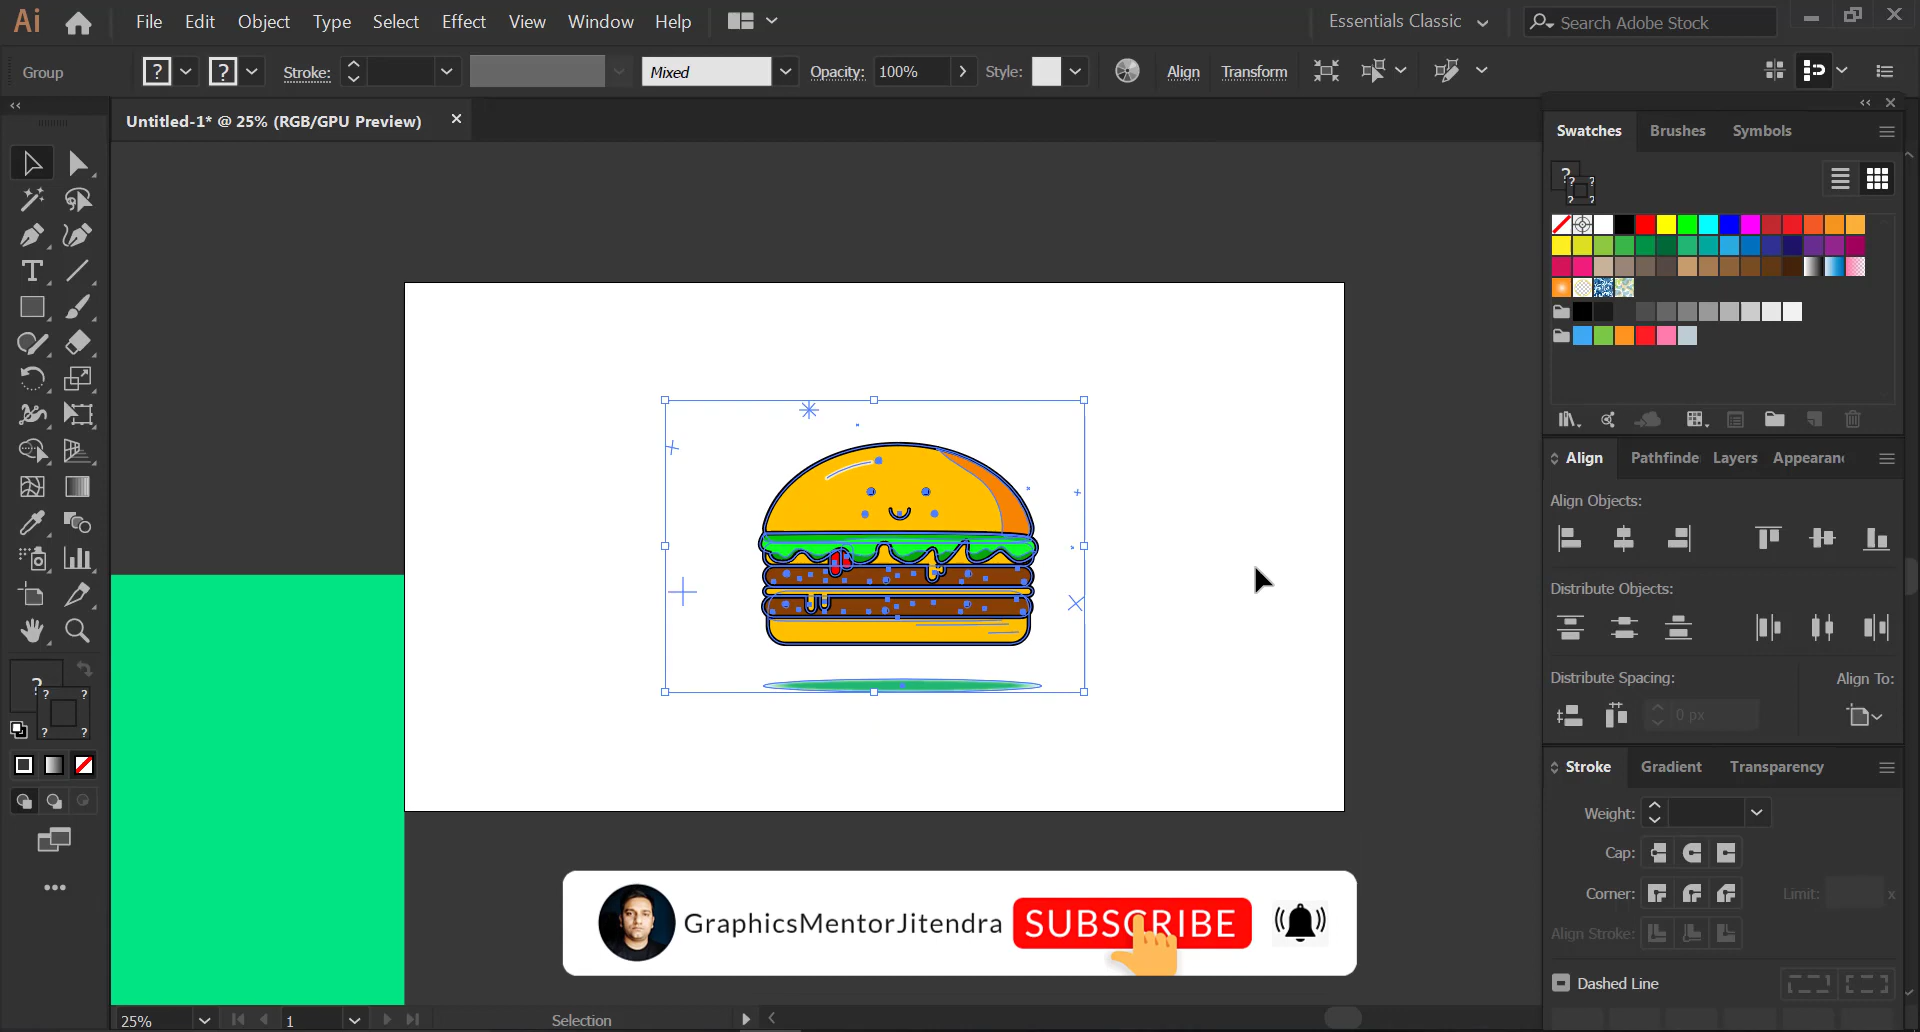 Ai File Edit Object Type Select Effect View Window Help Essentials Classic Search Adobe Stock
Group ? ? Stroke: Mixed Opacity: 100% Style: Align Transform
Untitled-1* @ 25% (RGB/GPU Preview)
Swatches Brushes Symbols
Align Pathfinde Layers Appearan
Align Objects:
Distribute Objects:
Distribute Spacing: Align To:
0 px
Stroke Gradient Transparency
Weight:
Cap:
Corner: Limit: x
Align Stroke:
Dashed Line
GraphicsMentorJitendra SUBSCRIBE
25% 1 Selection